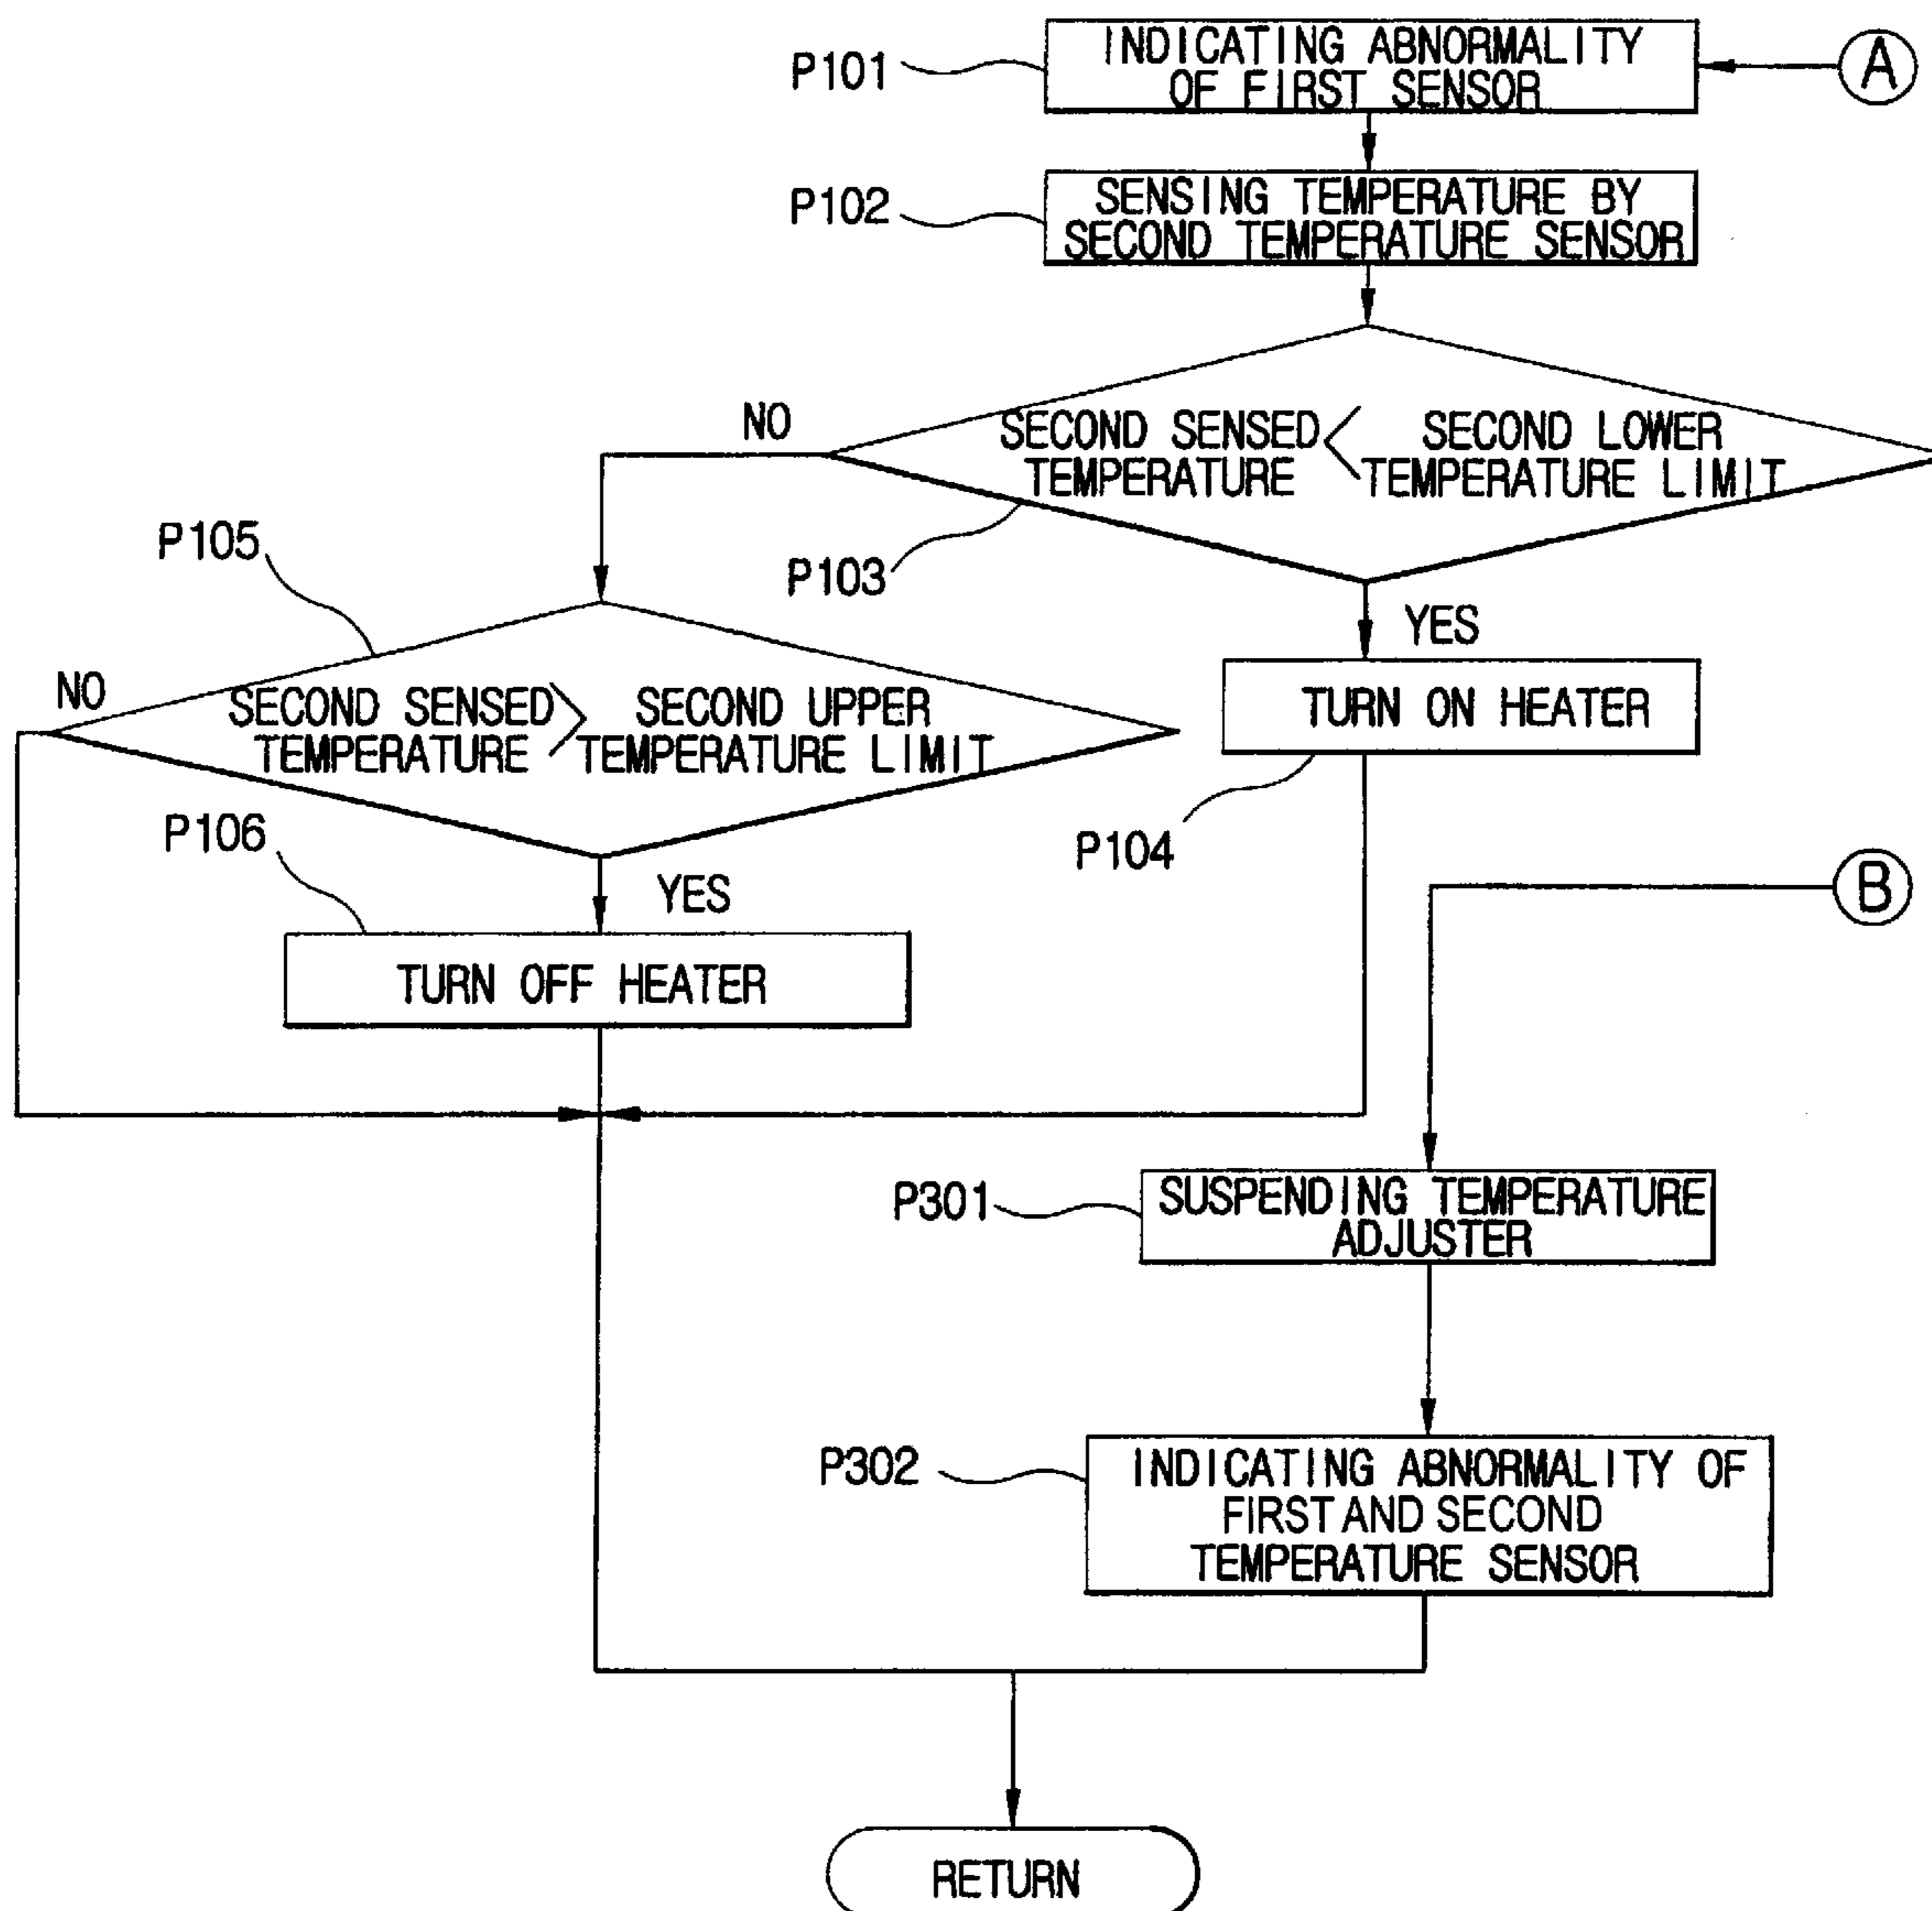 P101
INDICATING ABNORMALITY
OF FIRST SENSOR
A
P102
SENSING TEMPERATURE BY
SECOND TEMPERATURE SENSOR
NO
SECOND SENSED < SECOND LOWER
TEMPERATURE TEMPERATURE LIMIT
P103
YES
P105
NO
SECOND SENSED > SECOND UPPER
TEMPERATURE TEMPERATURE LIMIT
TURN ON HEATER
P104
P106
YES
TURN OFF HEATER
B
P301
SUSPENDING TEMPERATURE
ADJUSTER
P302
INDICATING ABNORMALITY OF
FIRST AND SECOND
TEMPERATURE SENSOR
RETURN